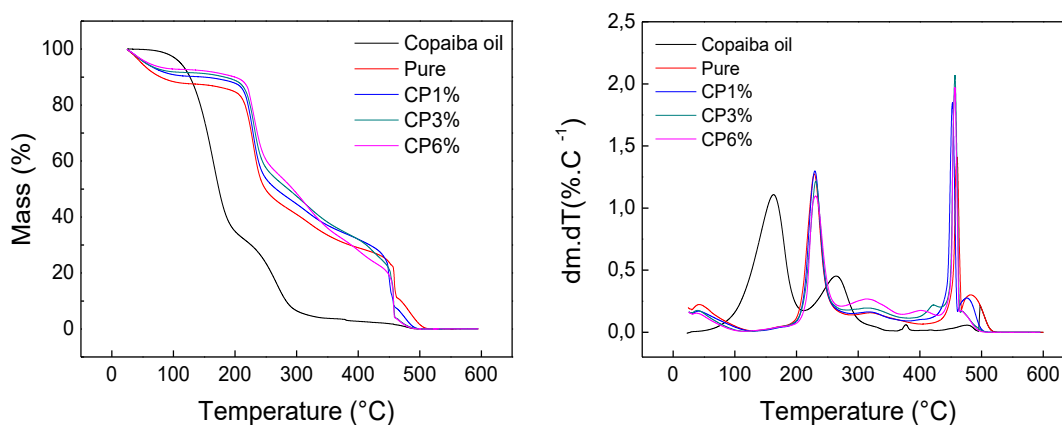 100
80
60
40
20
0
Mass (%)
0 100 200 300 400 500 600
Temperature (°C)
Copaiba oil
Pure
CP1%
CP3%
CP6%
2,5
2,0
1,5
1,0
0,5
0,0
dm.dT(%.C -1)
0 100 200 300 400 500 600
Temperature (°C)
Copaiba oil
Pure
CP1%
CP3%
CP6%